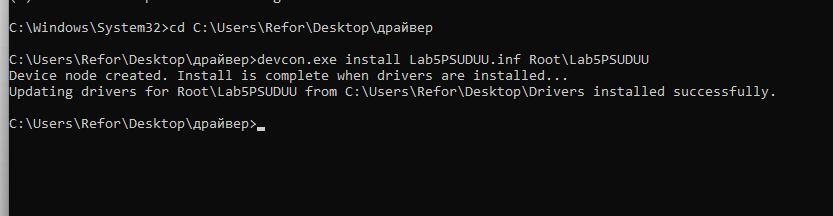 C:\Windows\System32>cd C:\Users\Refor\Desktop\драйвер
C:\Users\Refor\Desktop\драйвер>devcon.exe install Lab5PSUDUU.inf Root\Lab5PSUDUU
Device node created. Install is complete when drivers are installed...
Updating drivers for Root\Lab5PSUDUU from C:\Users\Refor\Desktop\Drivers installed successfully.
C:\Users\Refor\Desktop\драйвер>